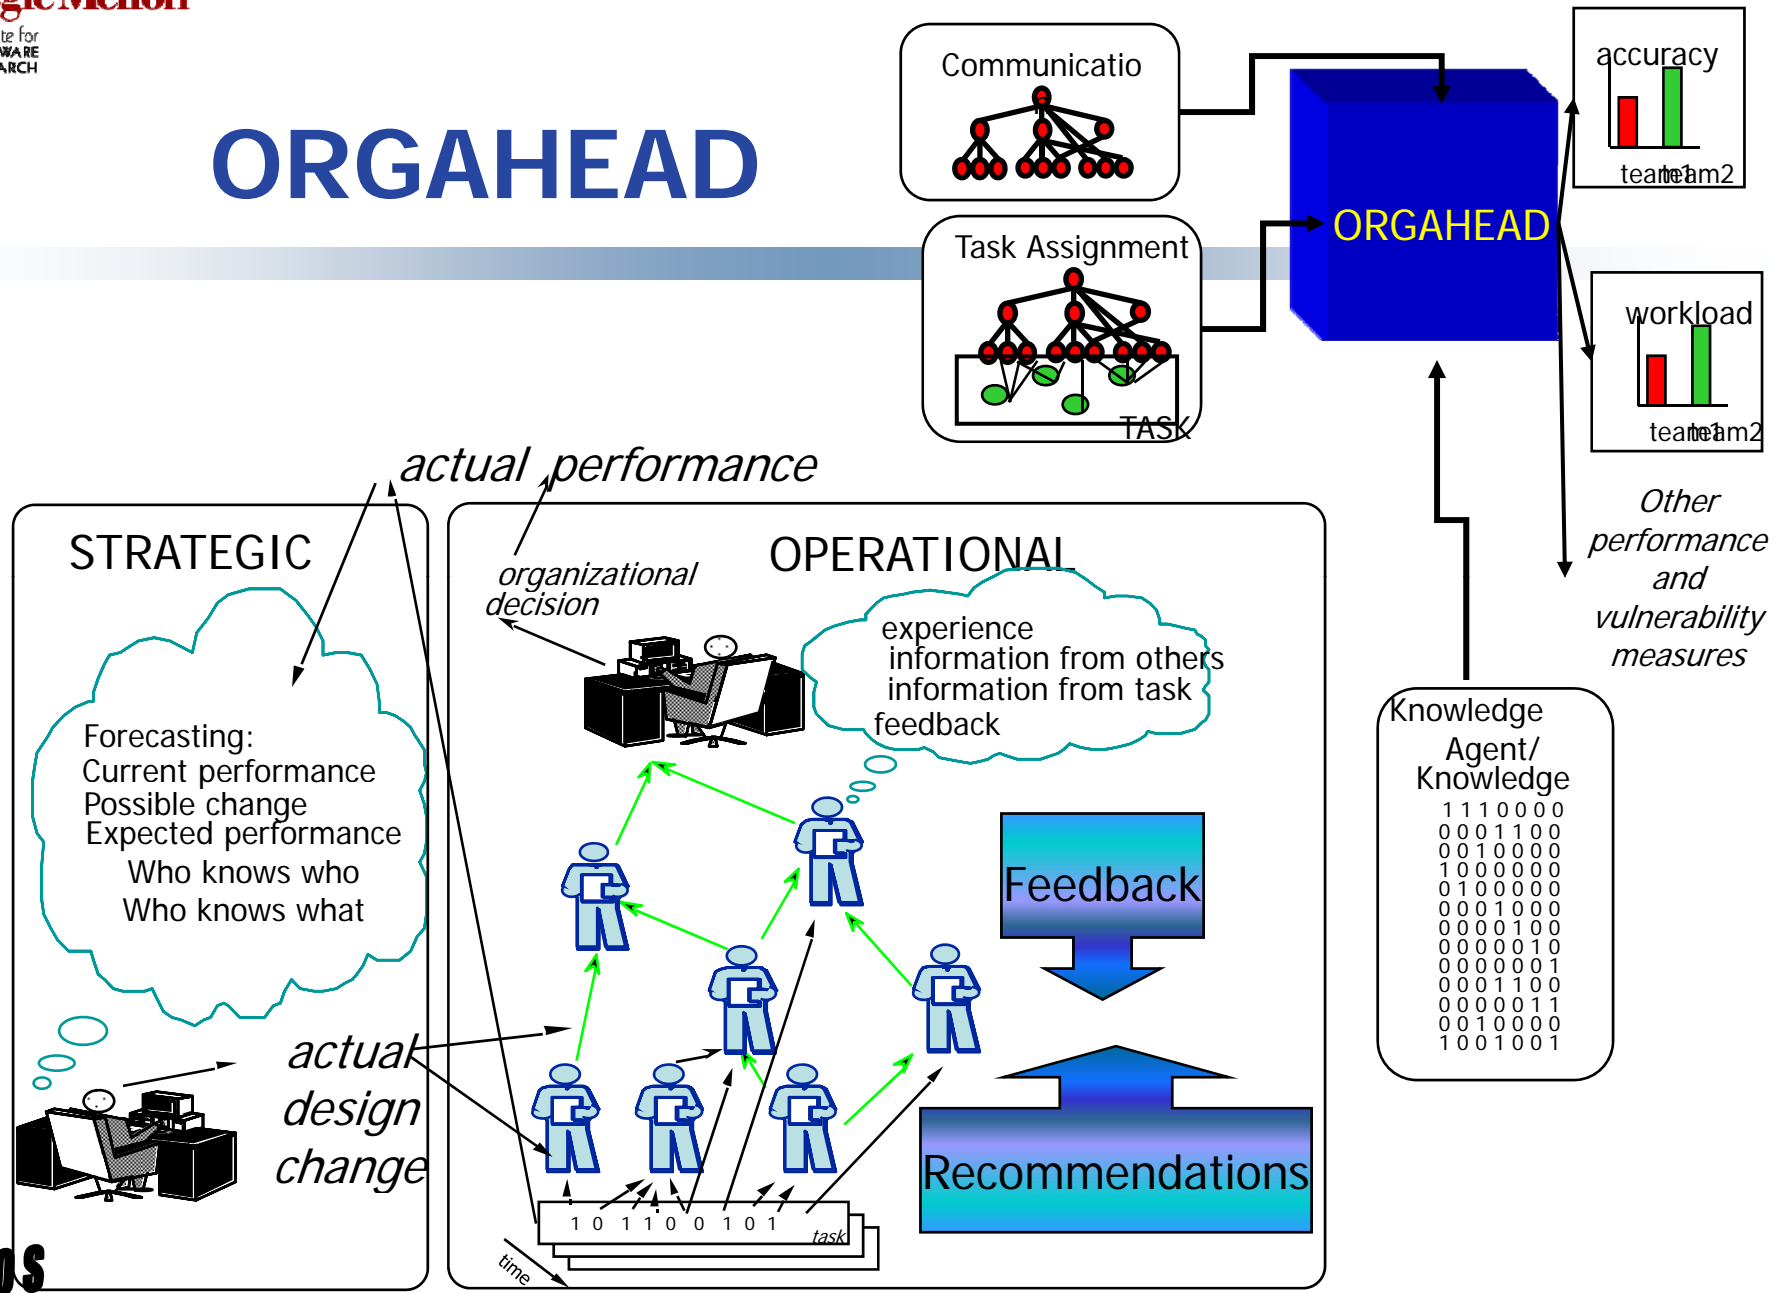 ORGAHEAD
Communicatio
Task Assignment
TASK
ORGAHEAD
accuracy
team1
team2
workload
team1
team2
Other
performance
and
vulnerability
measures
actual performance
STRATEGIC
Forecasting:
Current performance
Possible change
Expected performance
Who knows who
Who knows what
actual
design
change
OPERATIONAL
organizational
decision
experience
information from others
information from task
feedback
Feedback
Recommendations
1 0 1 1 0 0 1 0 1
task
time
Knowledge
Agent/
Knowledge
1 1 1 0 0 0 0
0 0 0 1 1 0 0
0 0 1 0 0 0 0
1 0 0 0 0 0 0
0 1 0 0 0 0 0
0 0 0 1 0 0 0
0 0 0 0 1 0 0
0 0 0 0 0 1 0
0 0 0 0 0 0 1
0 0 0 1 1 0 0
0 0 0 0 0 1 1
0 0 1 0 0 0 0
1 0 0 1 0 0 1